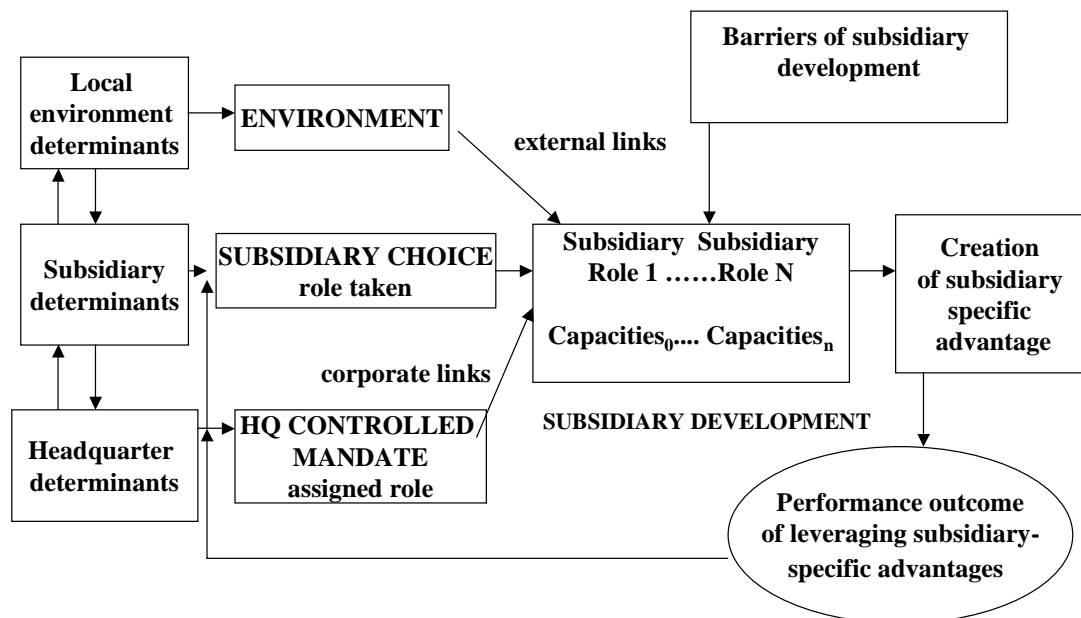 Barriers of subsidiary
development
Local
environment
determinants
ENVIRONMENT
external links
Subsidiary
determinants
SUBSIDIARY CHOICE
role taken
Subsidiary Subsidiary
Role 1 ......Role N
Capacities₀.... Capacitiesₙ
Creation
of subsidiary
specific
advantage
corporate links
Headquarter
determinants
HQ CONTROLLED
MANDATE
assigned role
SUBSIDIARY DEVELOPMENT
Performance outcome
of leveraging subsidiary-
specific advantages